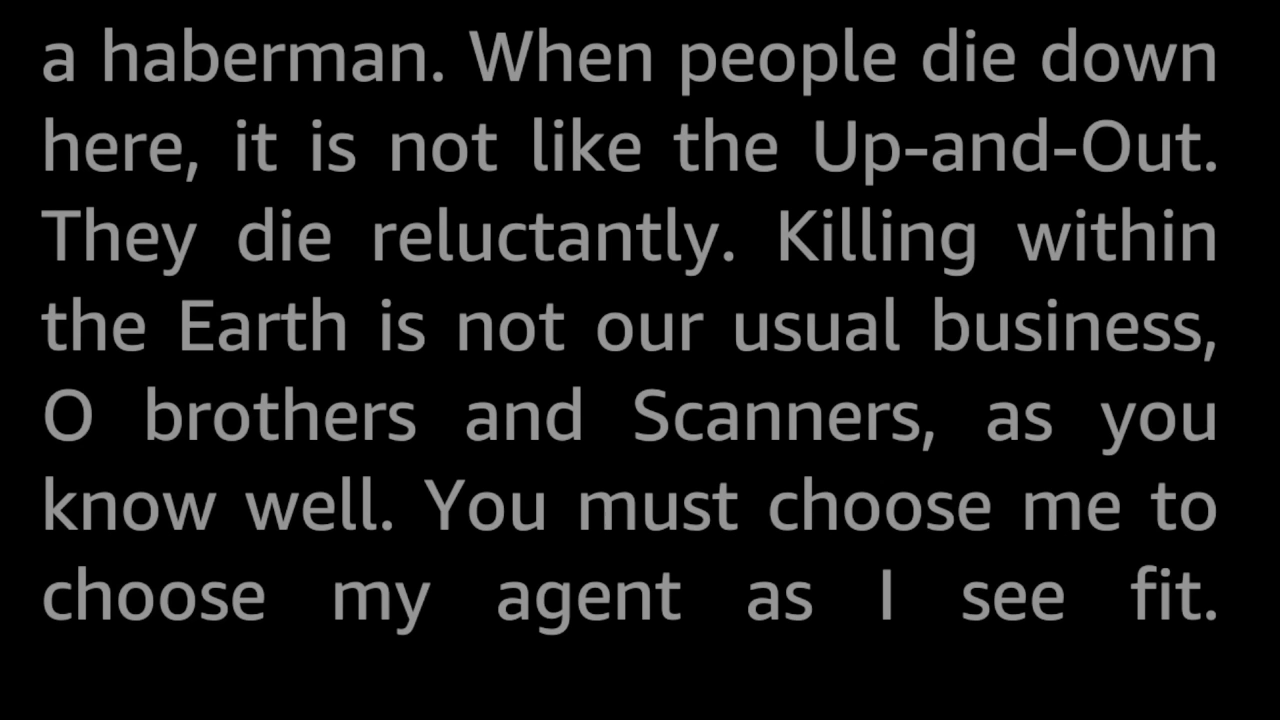 a haberman. When people die down
here, it is not like the Up-and-Out.
They die reluctantly. Killing within
the Earth is not our usual business,
O brothers and Scanners, as you
know well. You must choose me to
choose my agent as I see fit.